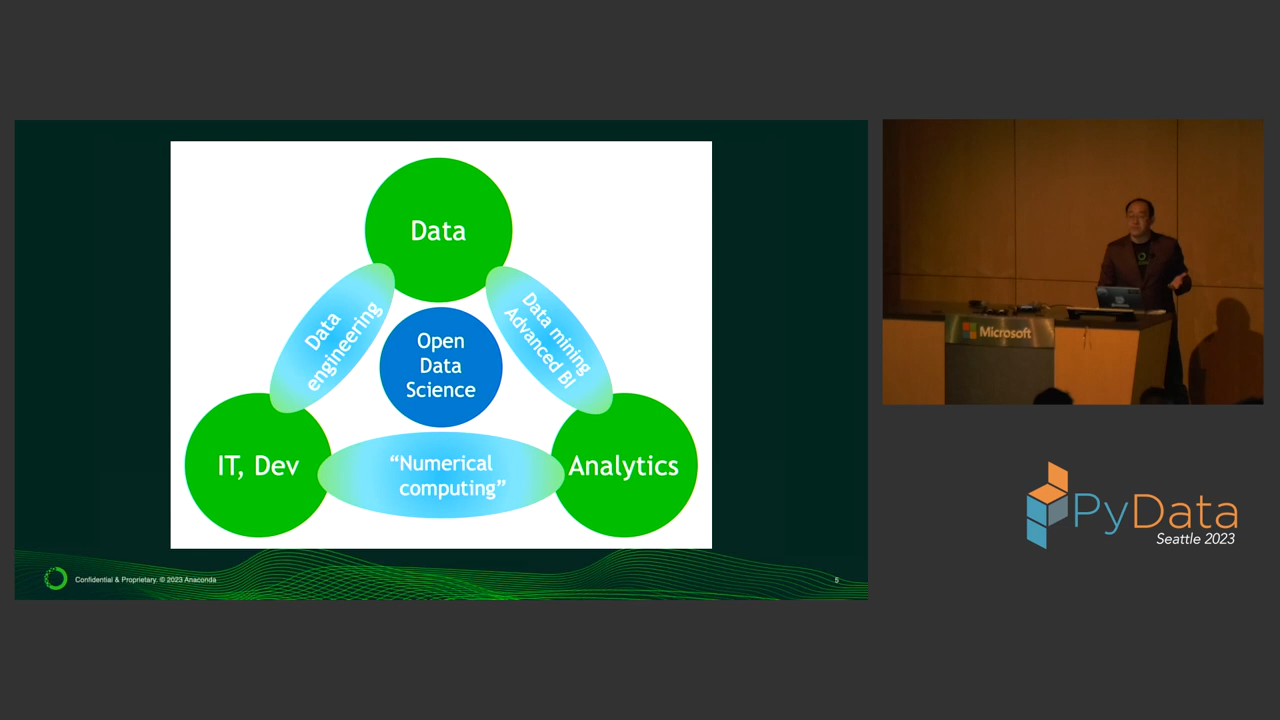 Data
Data
engineering
Data mining
Advanced BI
Open
Data
Science
IT, Dev
“Numerical
computing”
Analytics
Confidential & Proprietary. © 2023 Anaconda
5
Microsoft
PyData
Seattle 2023